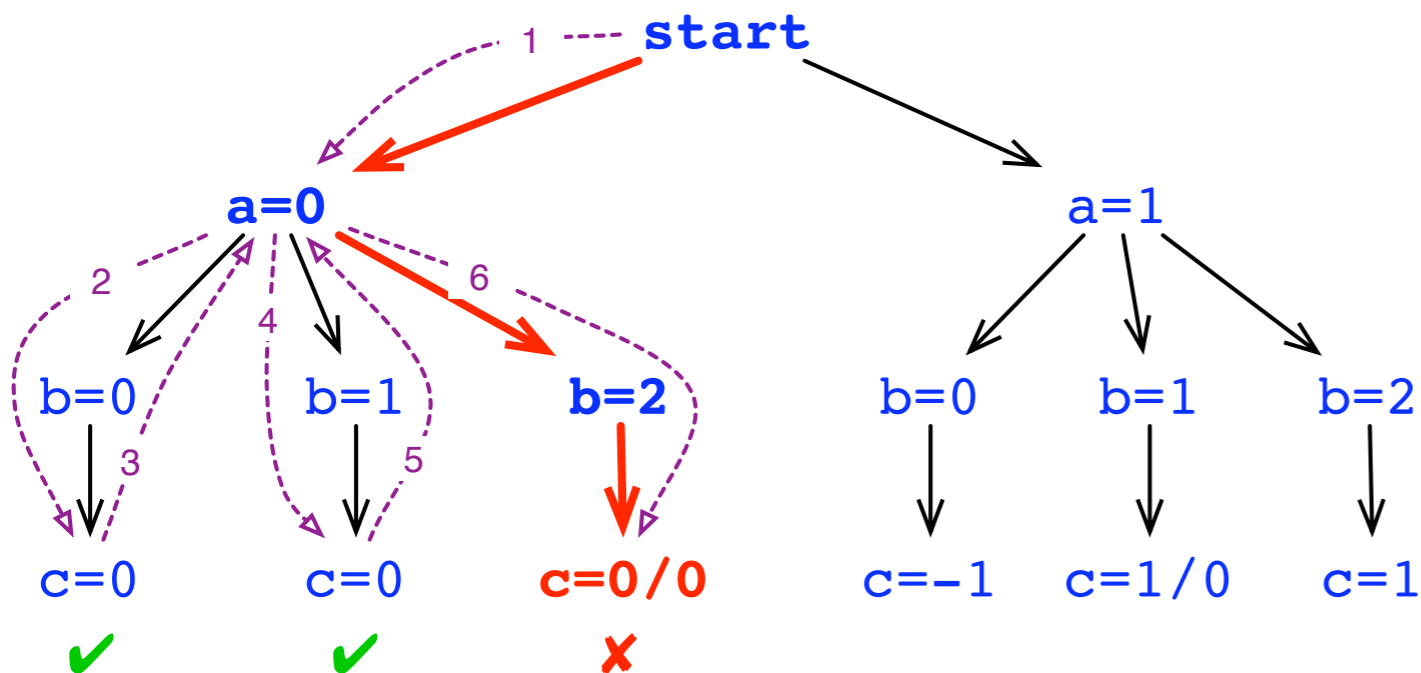 1 start
a=0 a=1
2 6
4
b=0 b=1 b=2 b=0 b=1 b=2
3 5
c=0 c=0 c=0/0 c=-1 c=1/0 c=1
✔ ✔ ✘